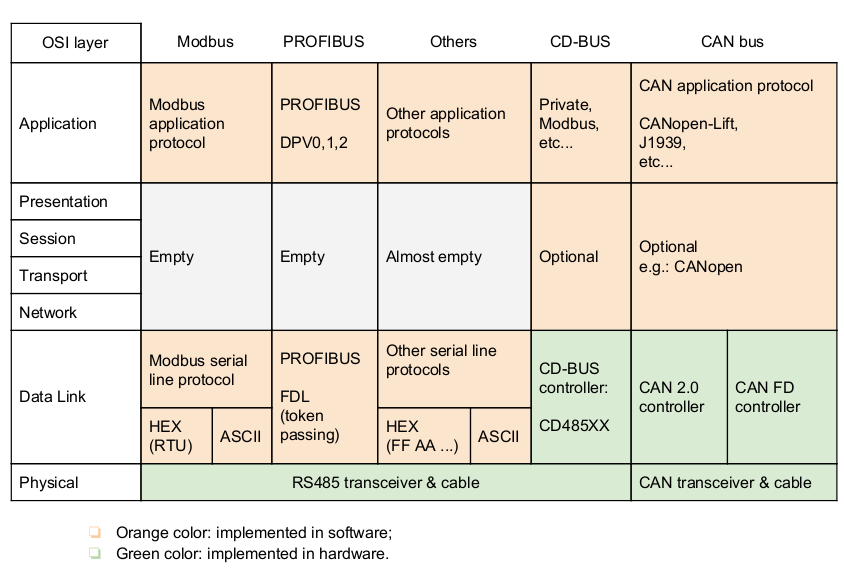 OSI layer
Modbus
PROFIBUS
Others
CD-BUS
CAN bus
Application
Modbus
application
protocol
PROFIBUS
DPV0,1,2
Other application
protocols
Private,
Modbus,
etc...
CAN application protocol
CANopen-Lift,
J1939,
etc...
Presentation
Session
Transport
Network
Empty
Empty
Almost empty
Optional
Optional
e.g.: CANopen
Data Link
Modbus serial
line protocol
HEX
(RTU)
ASCII
PROFIBUS
FDL
(token
passing)
Other serial line
protocols
HEX
(FF AA ...)
ASCII
CD-BUS
controller:
CD485XX
CAN 2.0
controller
CAN FD
controller
Physical
RS485 transceiver & cable
CAN transceiver & cable
Orange color: implemented in software;
Green color: implemented in hardware.